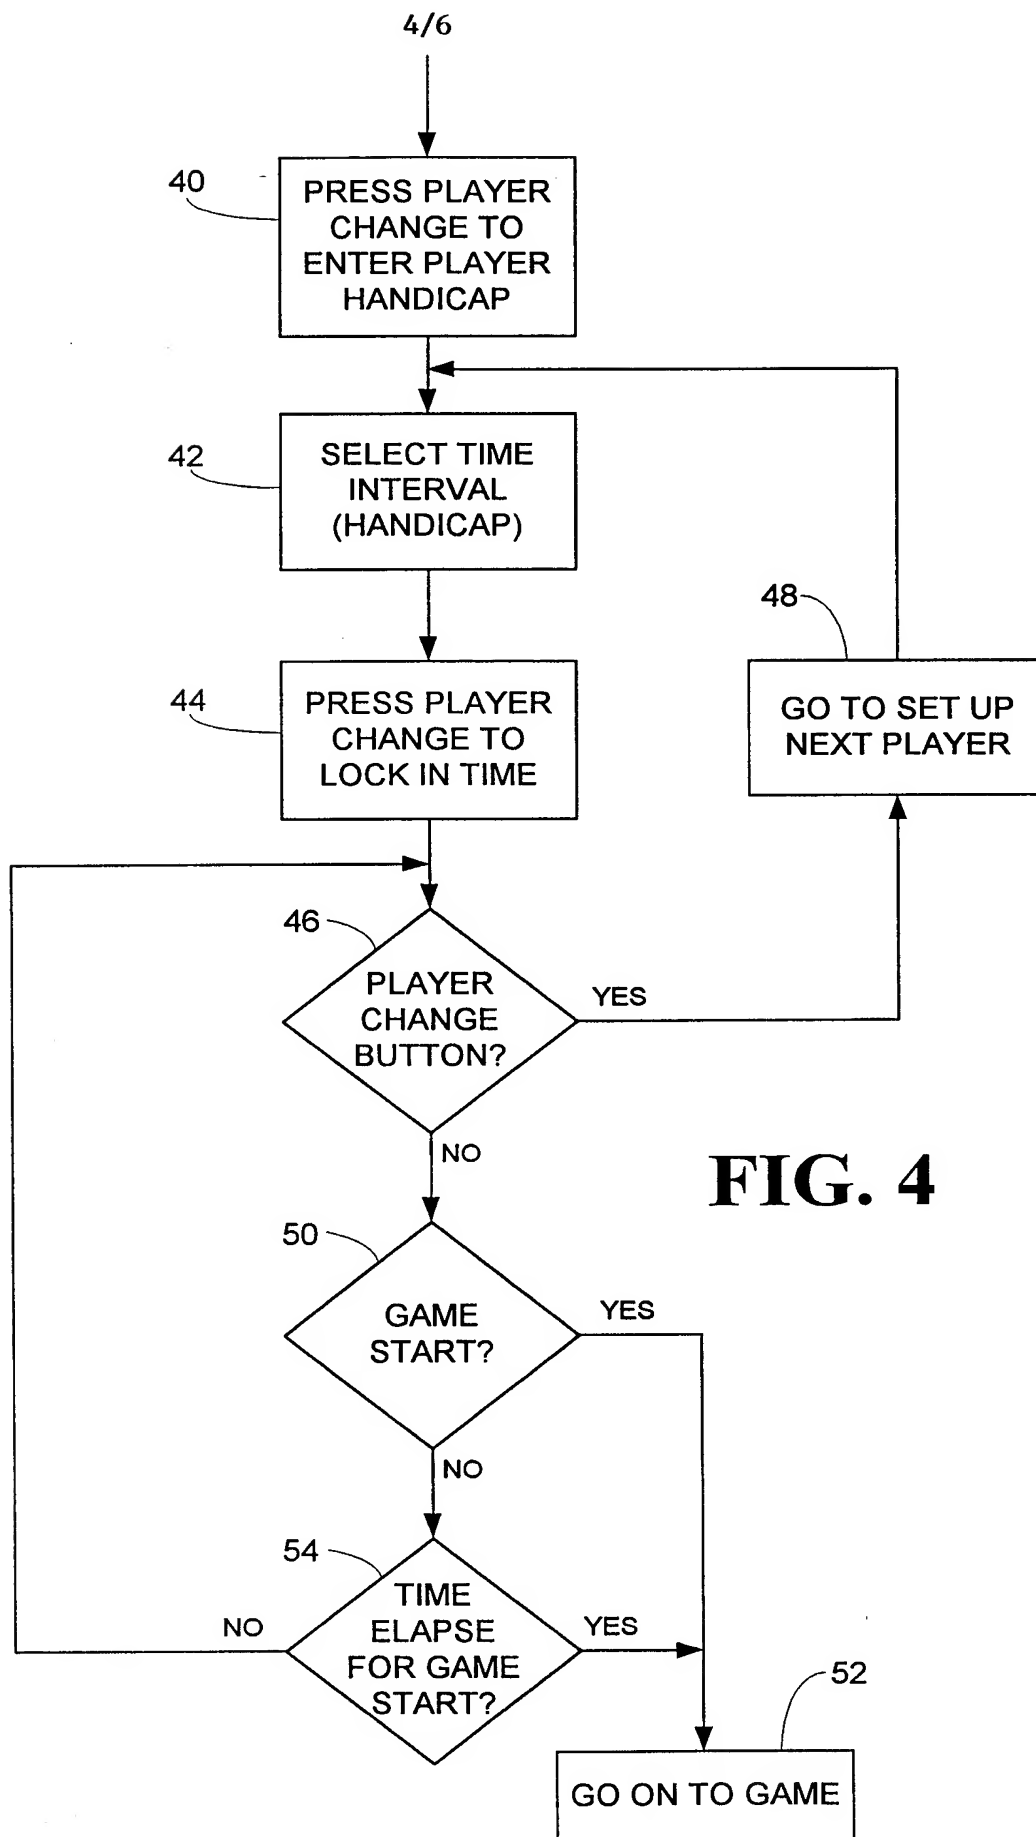 4/6
40
PRESS PLAYER
CHANGE TO
ENTER PLAYER
HANDICAP
42
SELECT TIME
INTERVAL
(HANDICAP)
48
GO TO SET UP
NEXT PLAYER
44
PRESS PLAYER
CHANGE TO
LOCK IN TIME
46
PLAYER
CHANGE
BUTTON?
YES
NO
FIG. 4
50
GAME
START?
YES
NO
54
TIME
ELAPSE
FOR GAME
START?
NO
YES
52
GO ON TO GAME